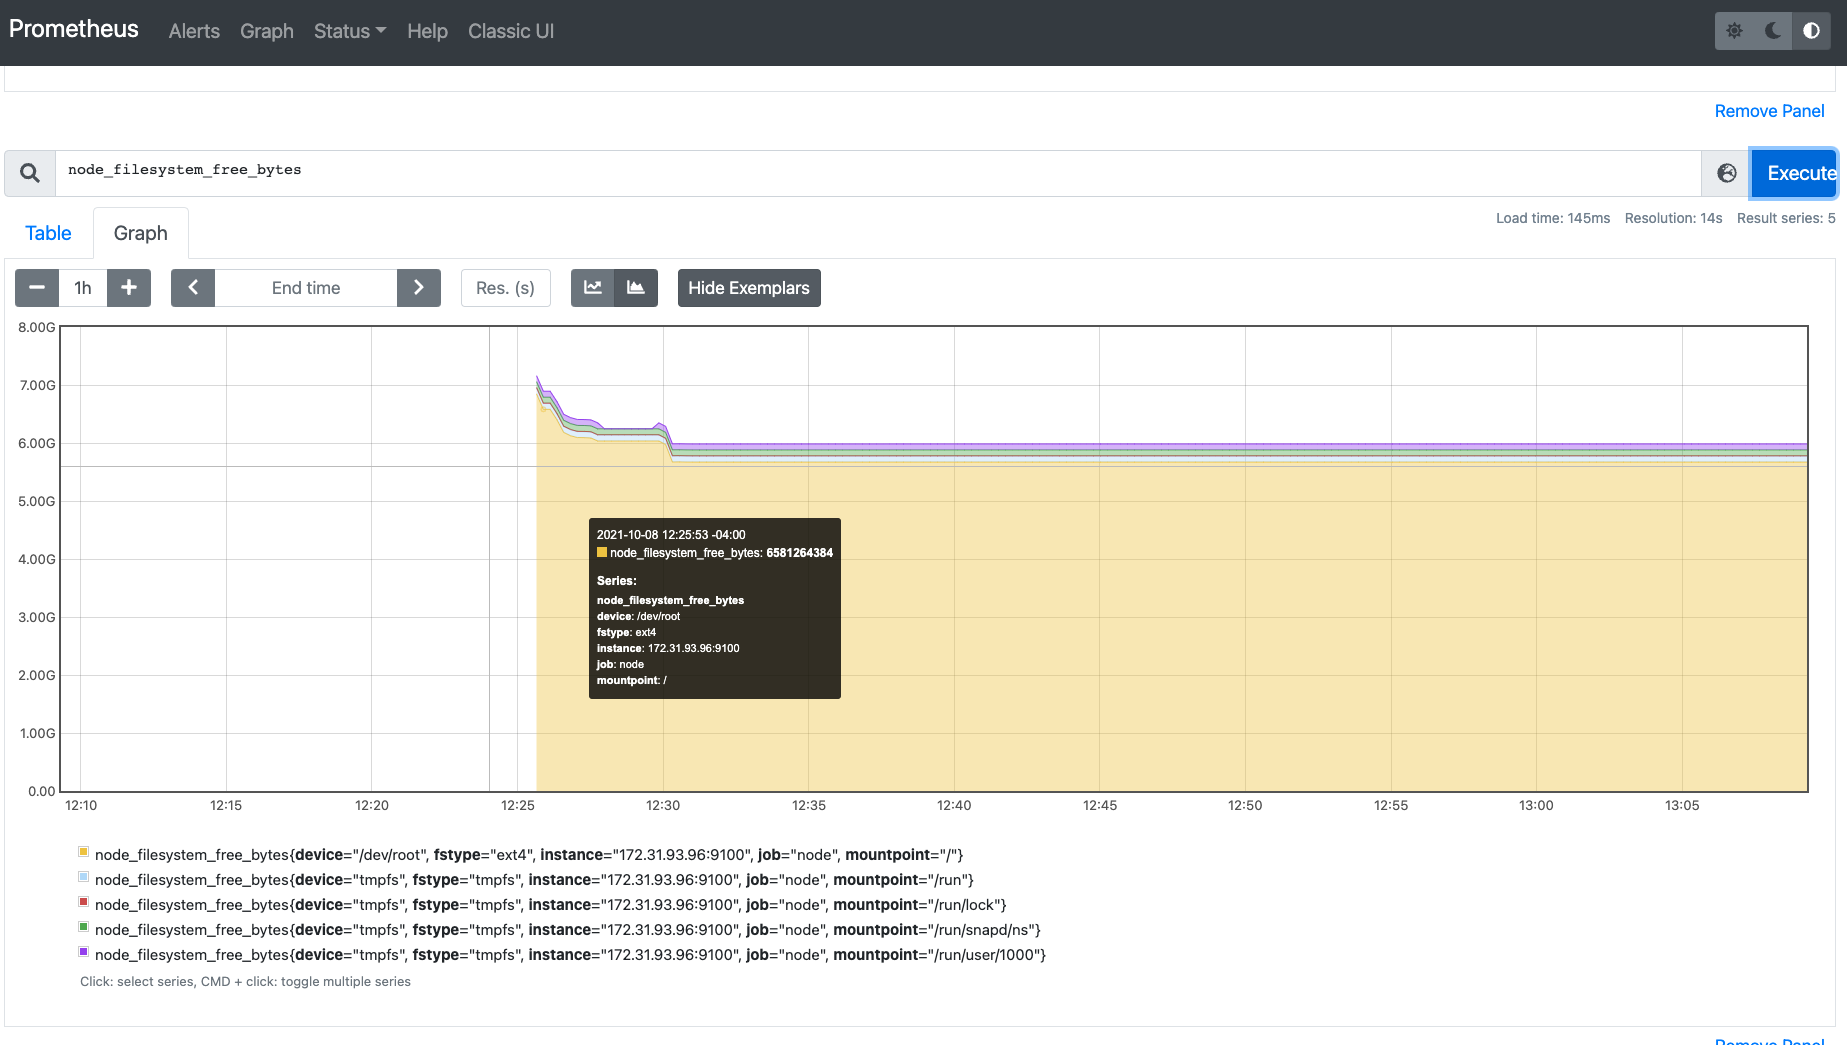 Prometheus Alerts Graph Status Help Classic UI
Remove Panel
node_filesystem_free_bytes Execute
Load time: 145ms Resolution: 14s Result series: 5
Table Graph
1h End time Res. (s) Hide Exemplars
8.00G
7.00G
6.00G
5.00G
4.00G
3.00G
2.00G
1.00G
0.00
2021-10-08 12:25:53 -04:00
node_filesystem_free_bytes: 6581264384
Series:
node_filesystem_free_bytes
device: /dev/root
fstype: ext4
instance: 172.31.93.96:9100
job: node
mountpoint: /
12:10 12:15 12:20 12:25 12:30 12:35 12:40 12:45 12:50 12:55 13:00 13:05
node_filesystem_free_bytes{device="/dev/root", fstype="ext4", instance="172.31.93.96:9100", job="node", mountpoint="/"}
node_filesystem_free_bytes{device="tmpfs", fstype="tmpfs", instance="172.31.93.96:9100", job="node", mountpoint="/run"}
node_filesystem_free_bytes{device="tmpfs", fstype="tmpfs", instance="172.31.93.96:9100", job="node", mountpoint="/run/lock"}
node_filesystem_free_bytes{device="tmpfs", fstype="tmpfs", instance="172.31.93.96:9100", job="node", mountpoint="/run/snapd/ns"}
node_filesystem_free_bytes{device="tmpfs", fstype="tmpfs", instance="172.31.93.96:9100", job="node", mountpoint="/run/user/1000"}
Click: select series, CMD + click: toggle multiple series
Remove Panel